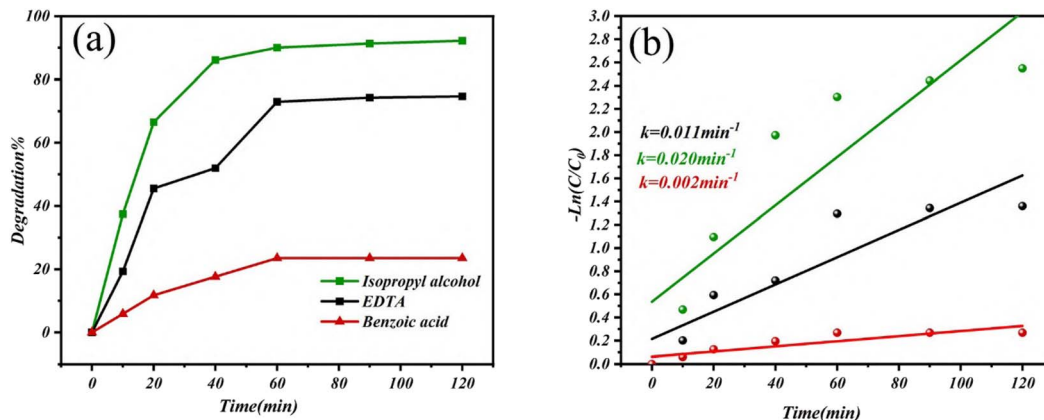 (a)
Degradation%
100
80
60
40
20
0
0 20 40 60 80 100 120
Time(min)
Isopropyl alcohol
EDTA
Benzoic acid
(b)
-Ln(C/C₀)
3.0
2.8
2.6
2.4
2.2
2.0
1.8
1.6
1.4
1.2
1.0
0.8
0.6
0.4
0.2
0.0
0 20 40 60 80 100 120
Time(min)
k=0.011min⁻¹
k=0.020min⁻¹
k=0.002min⁻¹